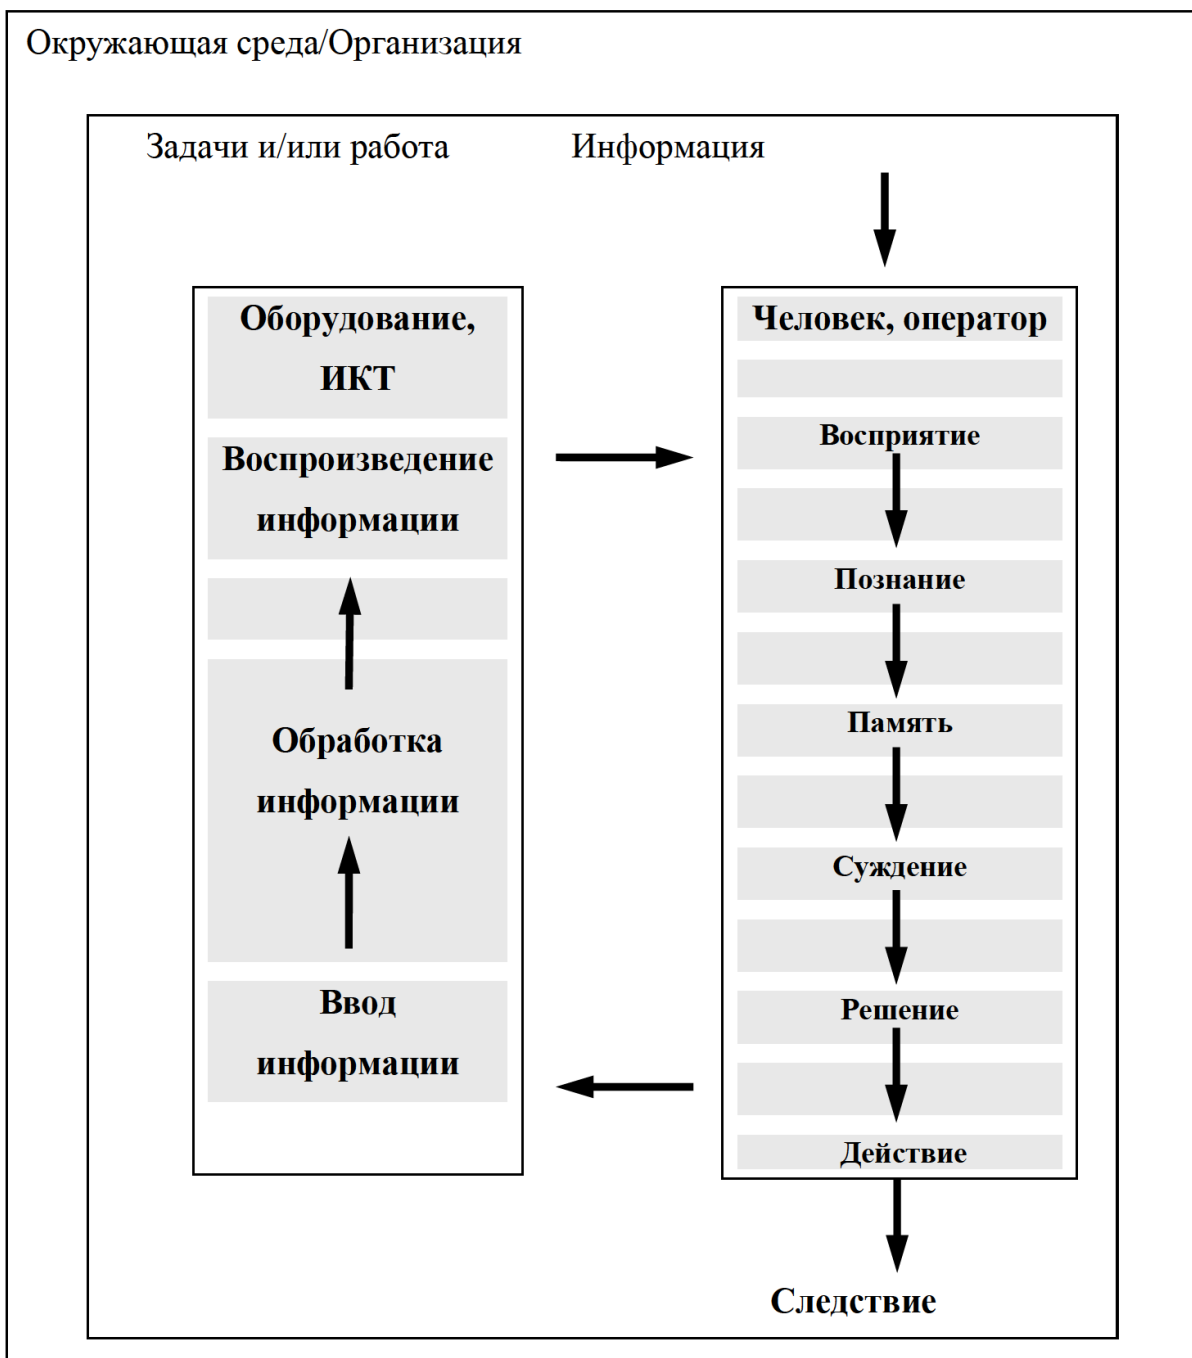 Окружающая среда/Организация
Задачи и/или работа
Информация
Оборудование,
ИКТ
Воспроизведение
информации
Обработка
информации
Ввод
информации
Человек, оператор
Восприятие
Познание
Память
Суждение
Решение
Действие
Следствие